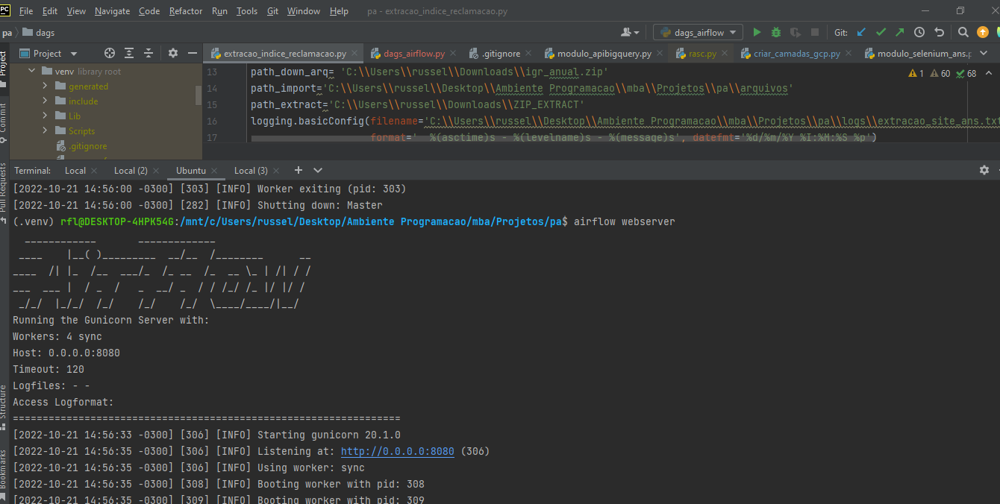 PC File Edit View Navigate Code Refactor Run Tools Git Window Help pa - extracao_indice_reclamacao.py
pa dags dags_airflow Git:
Project extracao_indice_reclamacao.py dags_airflow.py .gitignore modulo_apibigquery.py rasc.py criar_camadas_gcp.py modulo_selenium_ans.p
Project
Commit
Pull Requests
Structure
Bookmarks
venv library root
generated
include
Lib
Scripts
.gitignore
1 60 68
13 path_down_arq= 'C:\\Users\\russel\\Downloads\\igr_anual.zip'
14 path_import='C:\\Users\\russel\\Desktop\\Ambiente Programacao\\mba\\Projetos\\pa\\arquivos'
15 path_extract='C:\\Users\\russel\\Downloads\\ZIP_EXTRACT'
16 logging.basicConfig(filename='C:\\Users\\russel\\Desktop\\Ambiente Programacao\\mba\\Projetos\\pa\\logs\\extracao_site_ans.txt
17 format=' %(asctime)s - %(levelname)s - %(message)s', datefmt='%d/%m/%Y %I:%M:%S %p')
Terminal: Local Local (2) Ubuntu Local (3)
[2022-10-21 14:56:00 -0300] [303] [INFO] Worker exiting (pid: 303)
[2022-10-21 14:56:00 -0300] [282] [INFO] Shutting down: Master
(.venv) rfl@DESKTOP-4HPK54G:/mnt/c/Users/russel/Desktop/Ambiente Programacao/mba/Projetos/pa$ airflow webserver
  ____________       _____________
 ____    |__( )_________  __/__  /________      __
____  /| |_  /__  ___/_  /_ __  /_  __ \_ | /| / /
___  ___ |  / _  /   _  __/ _  / / /_/ /_ |/ |/ /
 _/_/  |_/_/  /_/    /_/    /_/  \____/____/|__/
Running the Gunicorn Server with:
Workers: 4 sync
Host: 0.0.0.0:8080
Timeout: 120
Logfiles: - -
Access Logformat:
=================================================================
[2022-10-21 14:56:33 -0300] [306] [INFO] Starting gunicorn 20.1.0
[2022-10-21 14:56:35 -0300] [306] [INFO] Listening at: http://0.0.0.0:8080 (306)
[2022-10-21 14:56:35 -0300] [306] [INFO] Using worker: sync
[2022-10-21 14:56:35 -0300] [308] [INFO] Booting worker with pid: 308
[2022-10-21 14:56:35 -0300] [309] [INFO] Booting worker with pid: 309